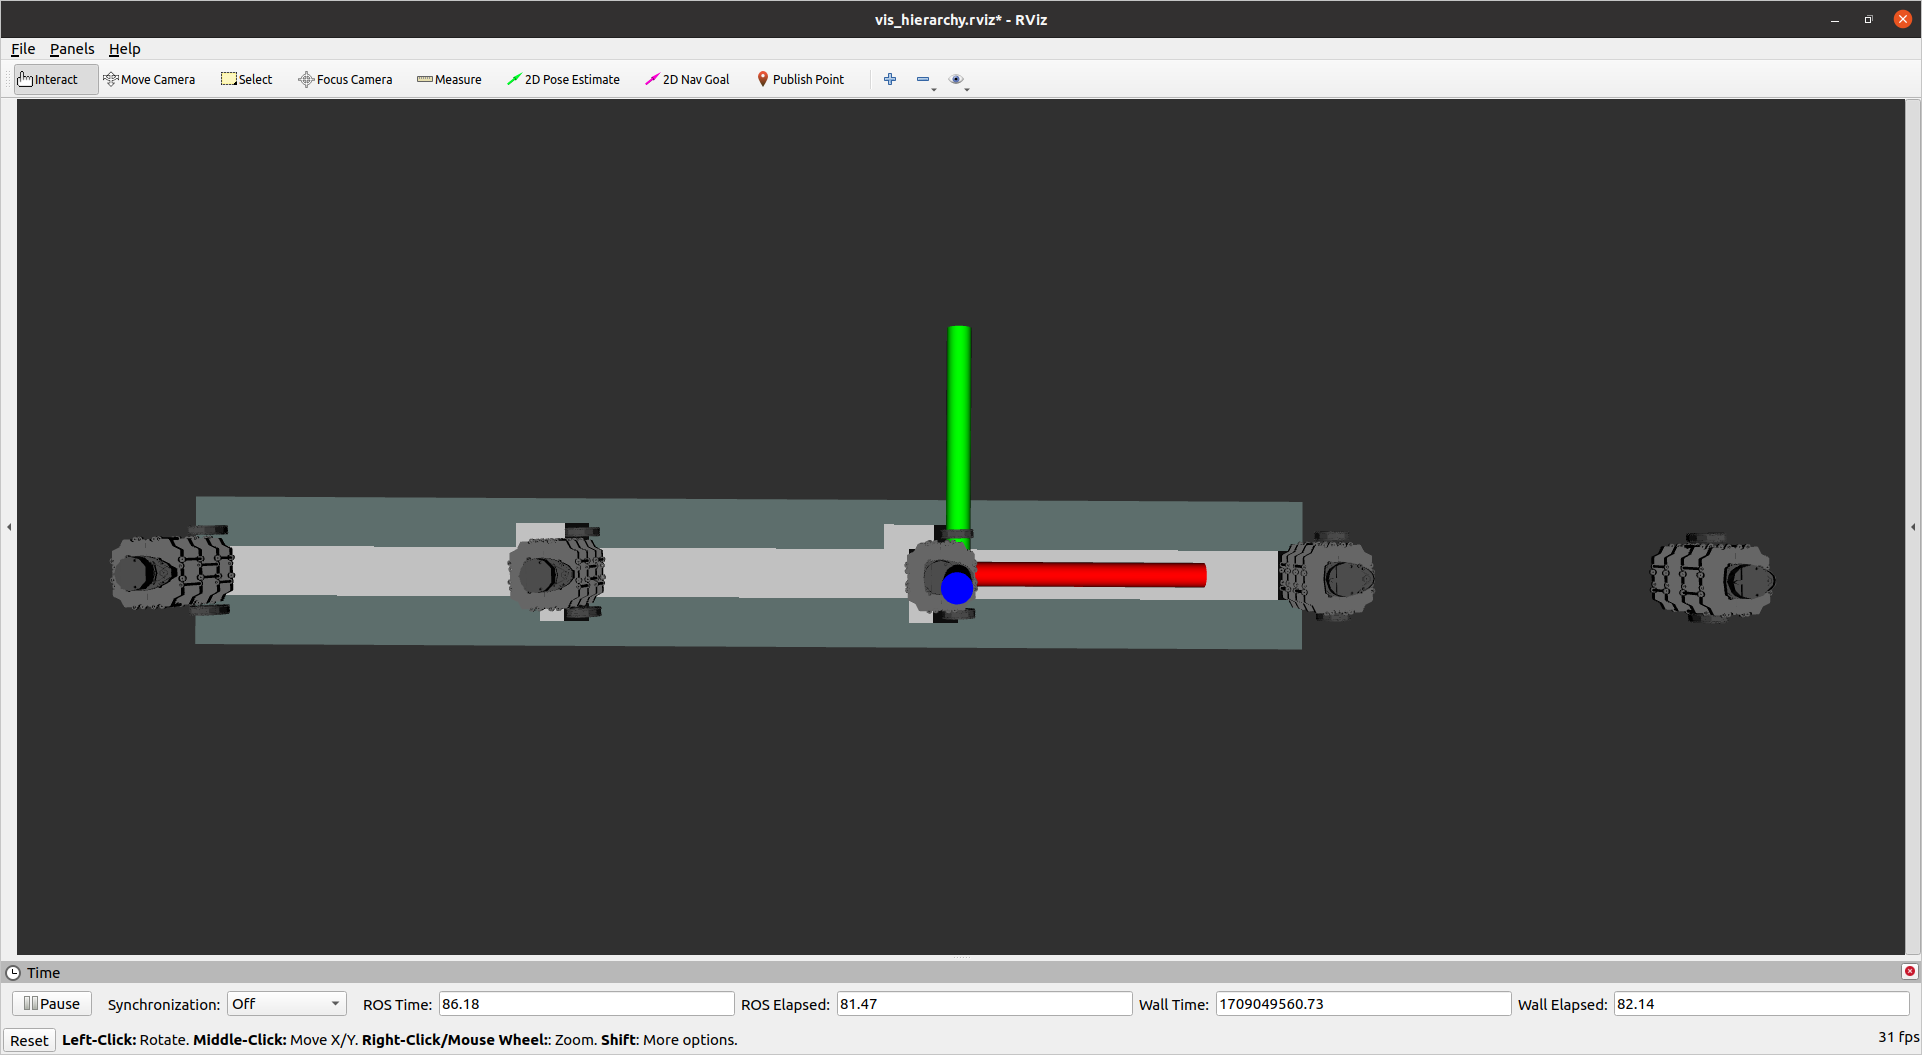 vis_hierarchy.rviz* - RViz
File Panels Help
Interact Move Camera Select Focus Camera Measure 2D Pose Estimate 2D Nav Goal Publish Point
Time
Pause Synchronization: Off ROS Time: 86.18 ROS Elapsed: 81.47 Wall Time: 1709049560.73 Wall Elapsed: 82.14
Reset Left-Click: Rotate. Middle-Click: Move X/Y. Right-Click/Mouse Wheel:: Zoom. Shift: More options. 31 fps